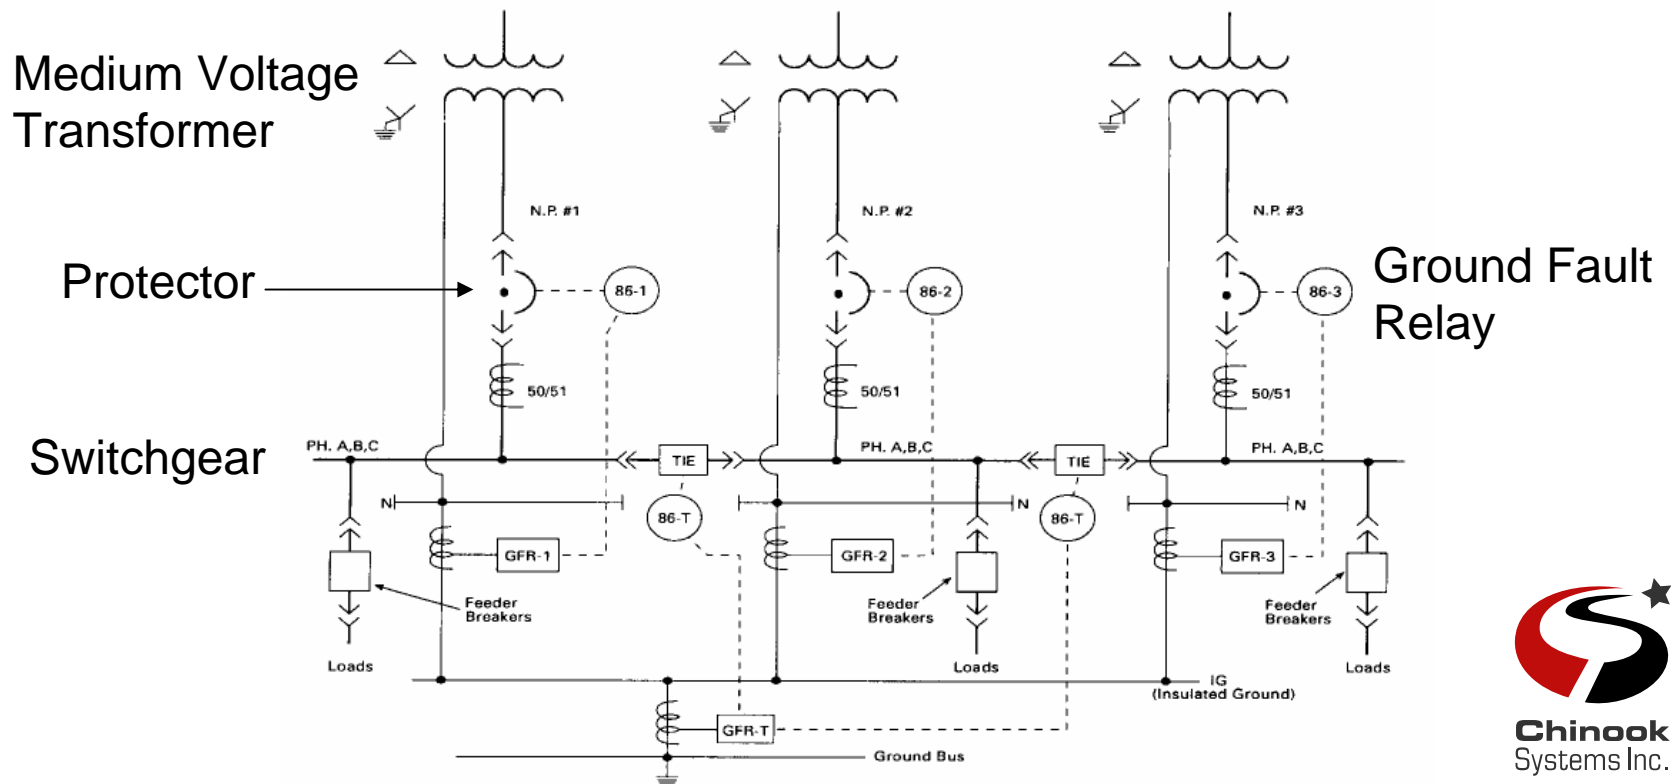 Medium Voltage
Transformer
N.P. #1
N.P. #2
N.P. #3
Protector
86-1
86-2
86-3
Ground Fault
Relay
50/51
50/51
50/51
Switchgear
PH. A,B,C
TIE
PH. A,B,C
TIE
PH. A,B,C
N
86-T
N
86-T
N
GFR-1
GFR-2
GFR-3
Feeder
Breakers
Feeder
Breakers
Feeder
Breakers
Loads
Loads
Loads
IG
(Insulated Ground)
GFR-T
Ground Bus
Chinook
Systems Inc.